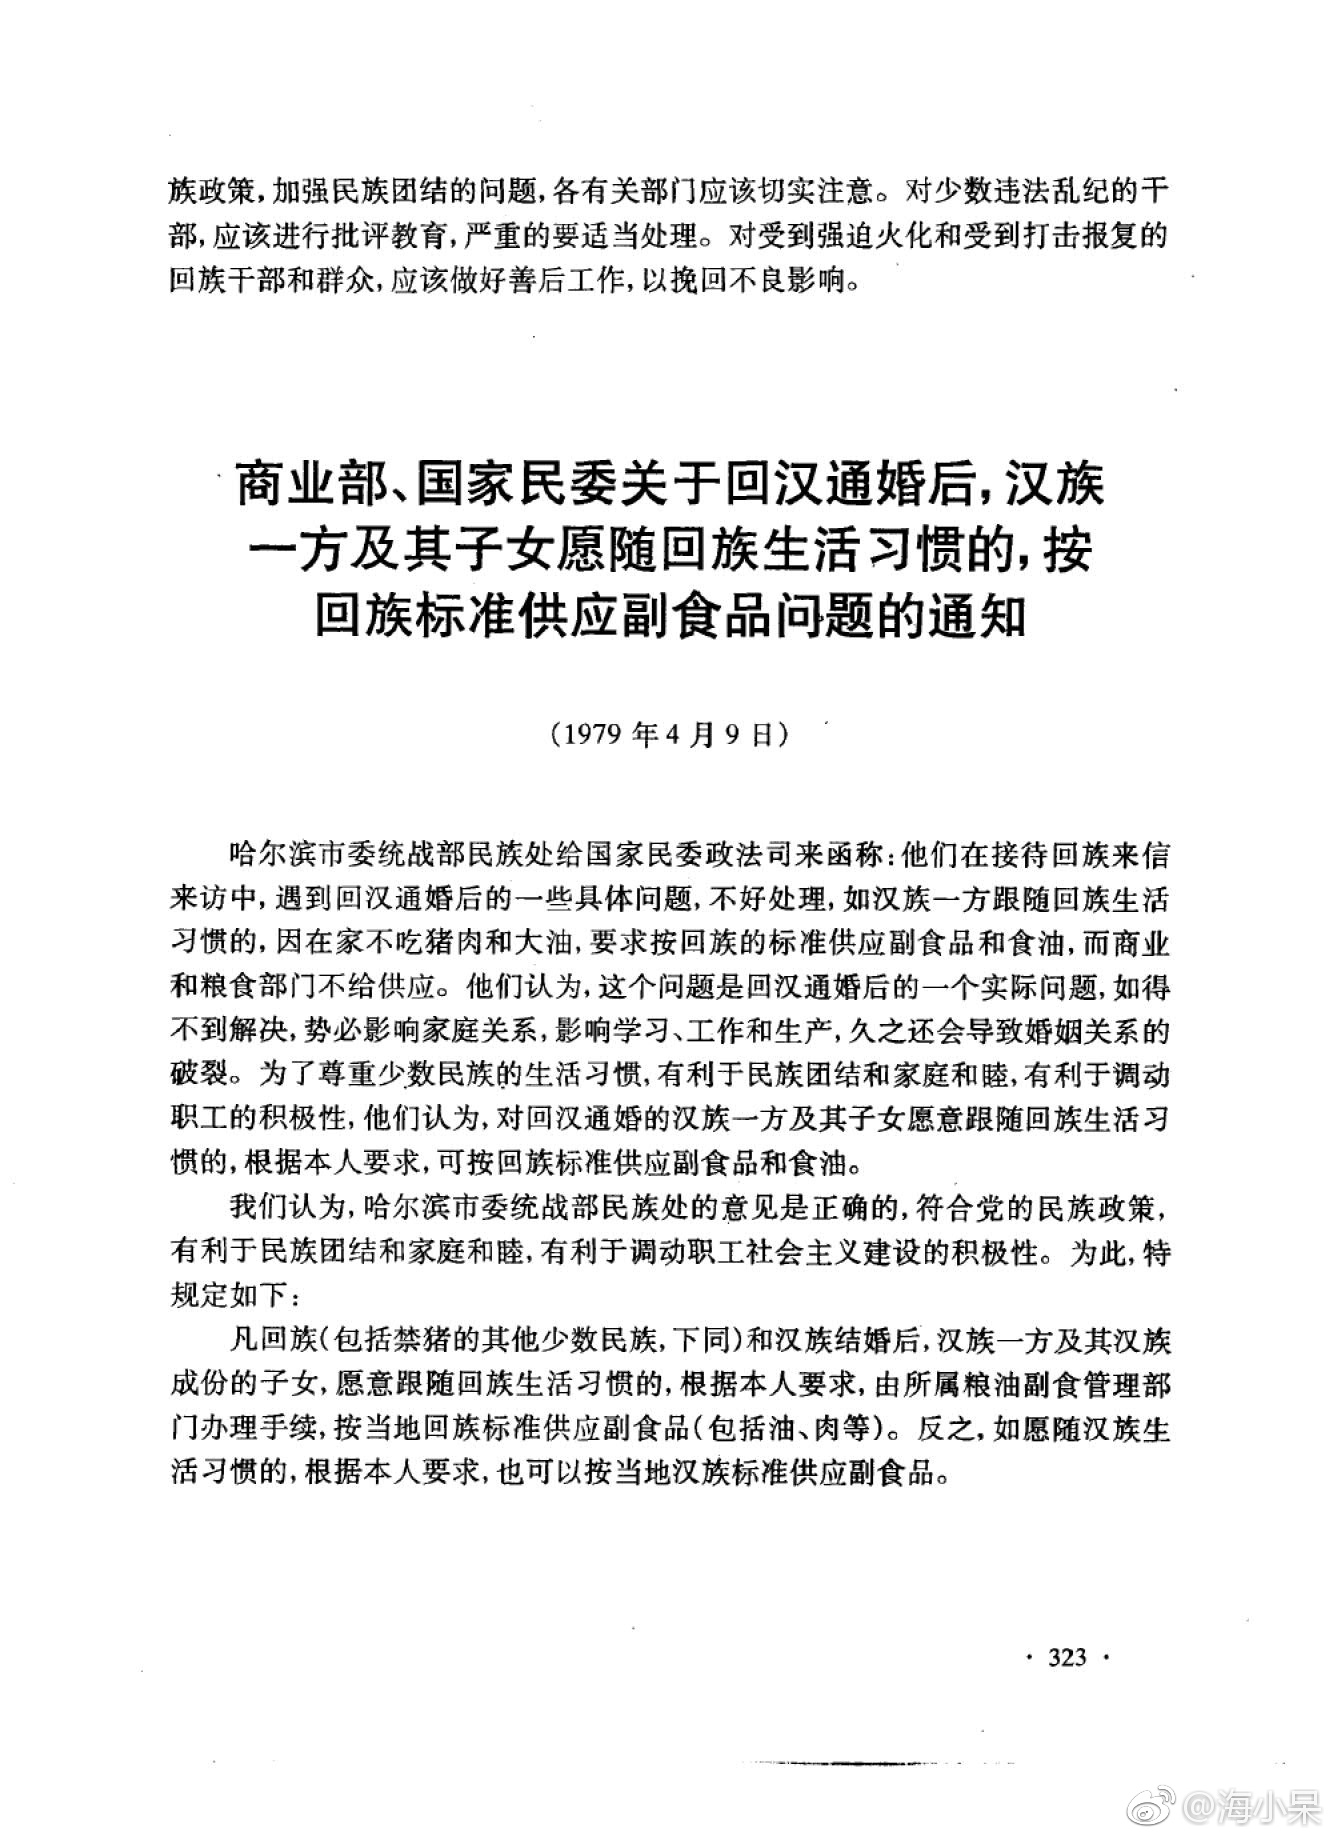 族政策,加强民族团结的问题,各有关部门应该切实注意。对少数违法乱纪的干
部,应该进行批评教育,严重的要适当处理。对受到强迫火化和受到打击报复的
回族干部和群众,应该做好善后工作,以挽回不良影响。
商业部、国家民委关于回汉通婚后,汉族
一方及其子女愿随回族生活习惯的,按
回族标准供应副食品问题的通知
(1979 年 4 月 9 日)
哈尔滨市委统战部民族处给国家民委政法司来函称:他们在接待回族来信
来访中,遇到回汉通婚后的一些具体问题,不好处理,如汉族一方跟随回族生活
习惯的,因在家不吃猪肉和大油,要求按回族的标准供应副食品和食油,而商业
和粮食部门不给供应。他们认为,这个问题是回汉通婚后的一个实际问题,如得
不到解决,势必影响家庭关系,影响学习、工作和生产,久之还会导致婚姻关系的
破裂。为了尊重少数民族的生活习惯,有利于民族团结和家庭和睦,有利于调动
职工的积极性,他们认为,对回汉通婚的汉族一方及其子女愿意跟随回族生活习
惯的,根据本人要求,可按回族标准供应副食品和食油。
我们认为,哈尔滨市委统战部民族处的意见是正确的,符合党的民族政策,
有利于民族团结和家庭和睦,有利于调动职工社会主义建设的积极性。为此,特
规定如下:
凡回族(包括禁猪的其他少数民族,下同)和汉族结婚后,汉族一方及其汉族
成份的子女,愿意跟随回族生活习惯的,根据本人要求,由所属粮油副食管理部
门办理手续,按当地回族标准供应副食品(包括油、肉等)。反之,如愿随汉族生
活习惯的,根据本人要求,也可以按当地汉族标准供应副食品。
· 323 ·
@海小呆